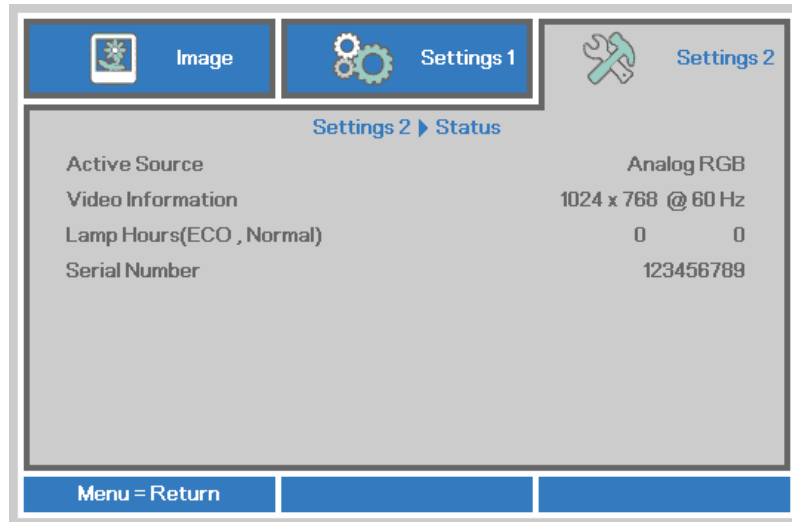 Image Settings 1 Settings 2
Settings 2 ▶ Status
Active Source Analog RGB
Video Information 1024 x 768 @ 60 Hz
Lamp Hours(ECO , Normal) 0 0
Serial Number 123456789
Menu = Return